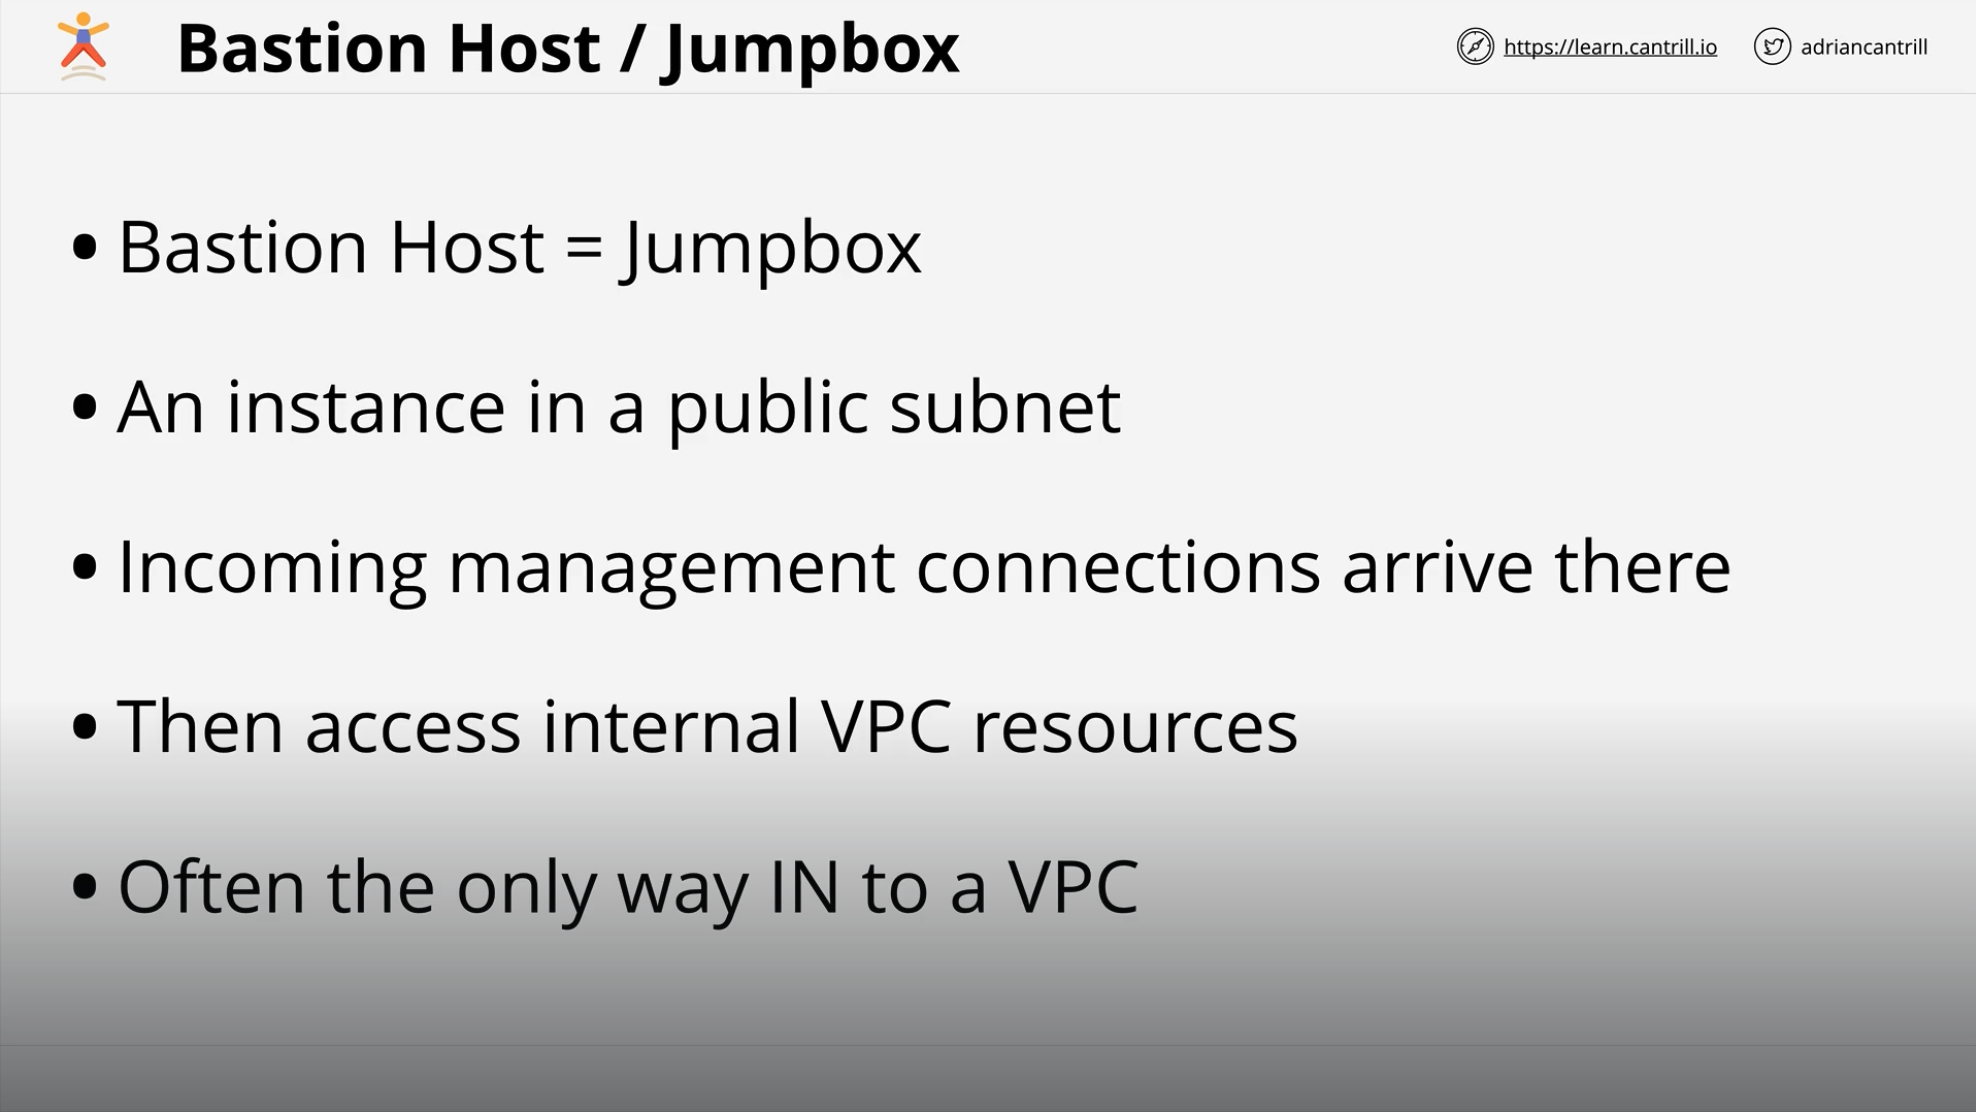 Bastion Host / Jumpbox
https://learn.cantrill.io
adriancantrill
• Bastion Host = Jumpbox
• An instance in a public subnet
• Incoming management connections arrive there
• Then access internal VPC resources
• Often the only way IN to a VPC